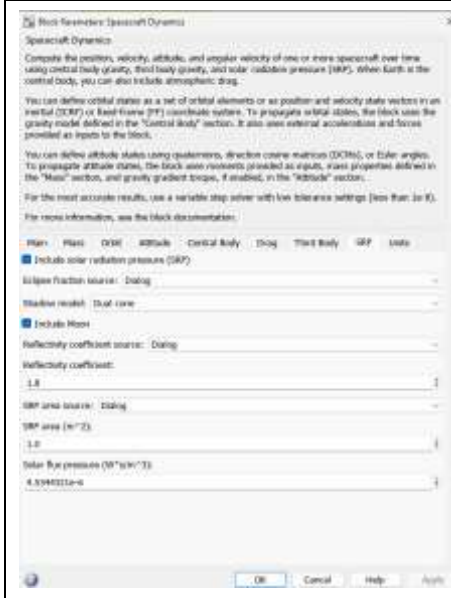 Block Parameters: Spacecraft Dynamics
Spacecraft Dynamics
Compute the position, velocity, attitude, and angular velocity of one or more spacecraft over time
using central body gravity, third body gravity, and solar radiation pressure (SRP). When Earth is the
central body, you can also include atmospheric drag.
You can define orbital states as a set of orbital elements or as position and velocity state vectors in an
inertial (ICRF) or fixed-frame (FF) coordinate system. To propagate orbital states, the block uses the
gravity model defined in the "Central Body" section. It also uses external accelerations and forces
provided as inputs to the block.
You can define attitude states using quaternions, direction cosine matrices (DCMs), or Euler angles.
To propagate attitude states, the block uses moments provided as inputs, mass properties defined in
the "Mass" section, and gravity gradient torque, if enabled, in the "Attitude" section.
For the most accurate results, use a variable step solver with low tolerance settings (less than 1e-8).
For more information, see the block documentation.
Main Mass Orbit Attitude Central Body Drag Third Body SRP Units
Include solar radiation pressure (SRP)
Eclipse fraction source: Dialog
Shadow model: Dual cone
Include Moon
Reflectivity coefficient source: Dialog
Reflectivity coefficient:
1.8
SRP area source: Dialog
SRP area (m^2):
1.0
Solar flux pressure (W*s/m^3):
OK Cancel Help Apply